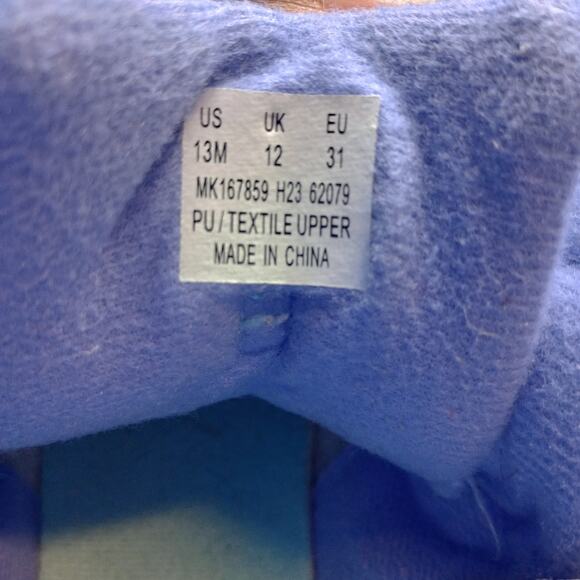 US UK EU
13M 12 31
MK167859 H23 62079
PU / TEXTILE UPPER
MADE IN CHINA